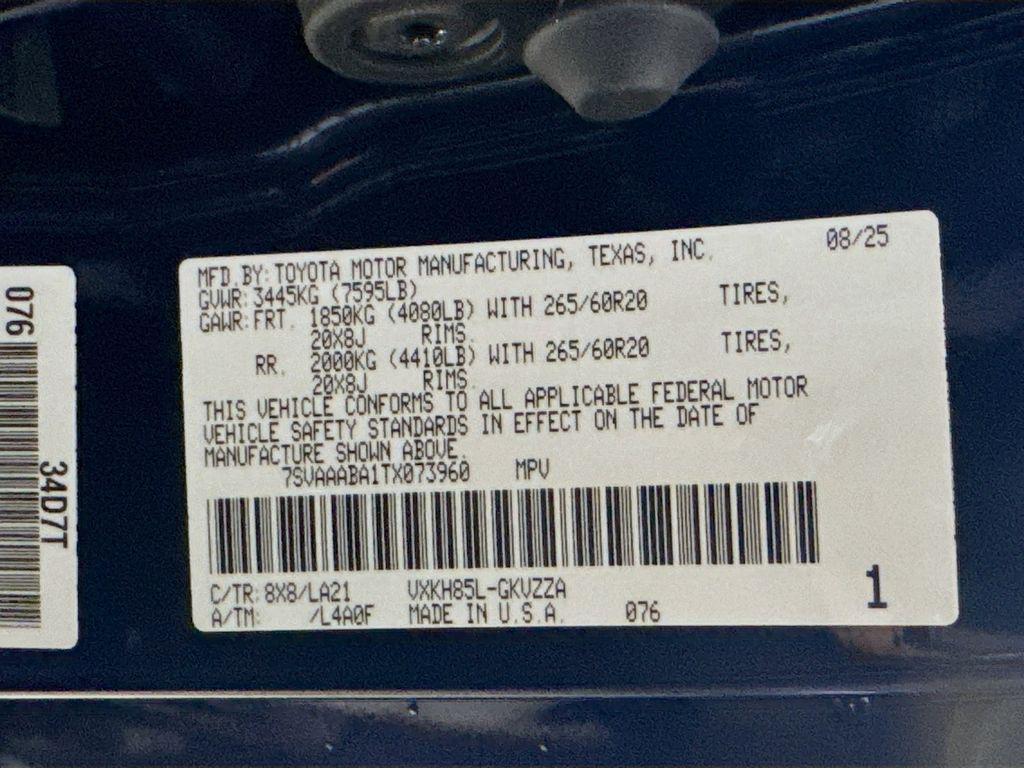 076
34D7T
MFD.BY: TOYOTA MOTOR MANUFACTURING, TEXAS, INC. 08/25
GVWR: 3445KG (7595LB)
GAWR: FRT. 1850KG (4080LB) WITH 265/60R20 TIRES,
20X8J RIMS.
RR. 2000KG (4410LB) WITH 265/60R20 TIRES,
20X8J RIMS.
THIS VEHICLE CONFORMS TO ALL APPLICABLE FEDERAL MOTOR
VEHICLE SAFETY STANDARDS IN EFFECT ON THE DATE OF
MANUFACTURE SHOWN ABOVE.
7SVAAABA1TX073960 MPV
C/TR: 8X8/LA21 VXKH85L-GKVZZA
A/TM: /L4A0F MADE IN U.S.A. 076
1